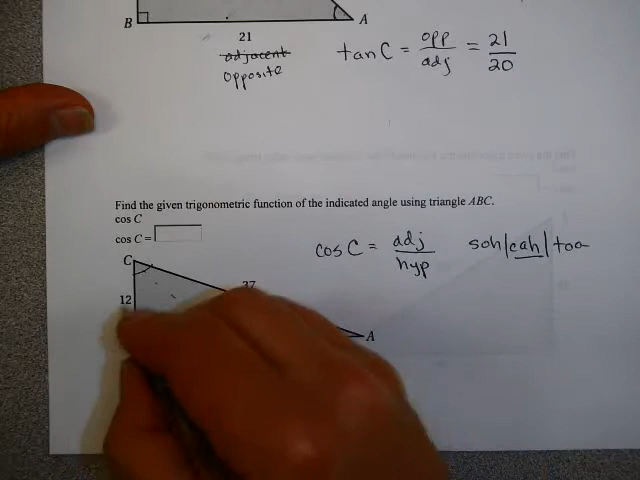 B
A
21
adjacent
opposite
tan C = opp/adj = 21/20
Find the given trigonometric function of the indicated angle using triangle ABC.
cos C
cos C =
cos C = adj/hyp
soh|cah|toa
C
12
37
A